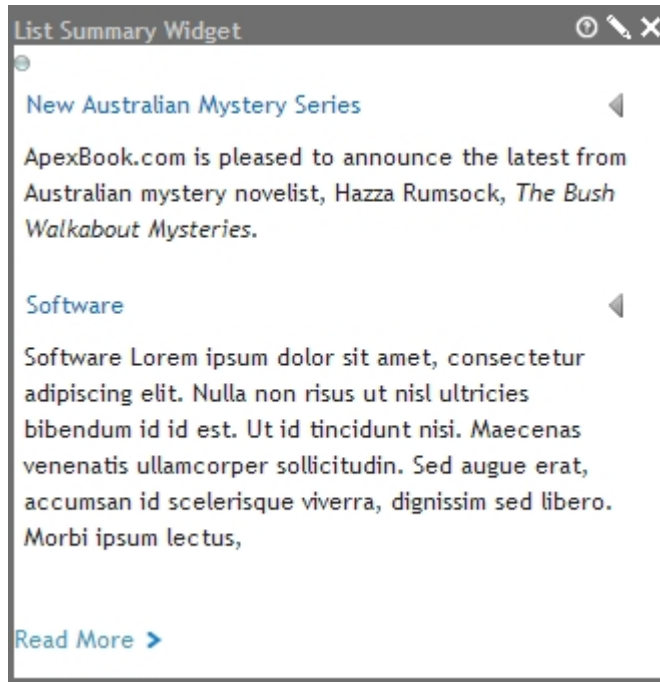 List Summary Widget
New Australian Mystery Series
ApexBook.com is pleased to announce the latest from
Australian mystery novelist, Hazza Rumsock, The Bush
Walkabout Mysteries.
Software
Software Lorem ipsum dolor sit amet, consectetur
adipiscing elit. Nulla non risus ut nisl ultricies
bibendum id id est. Ut id tincidunt nisi. Maecenas
venenatis ullamcorper sollicitudin. Sed augue erat,
accumsan id scelerisque viverra, dignissim sed libero.
Morbi ipsum lectus,
Read More >